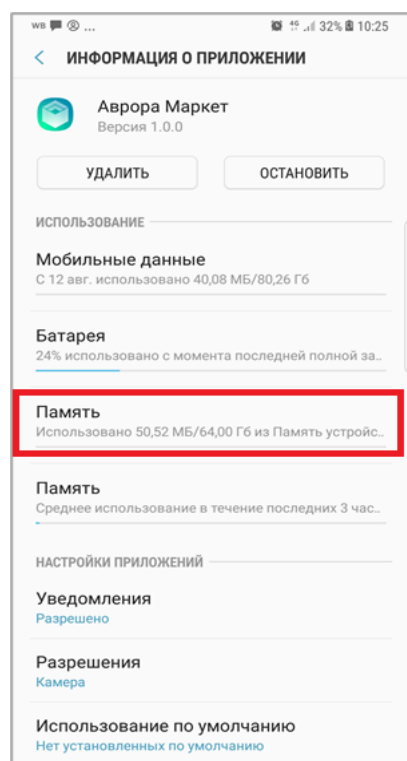 WB ...
4G 32% 10:25
ИНФОРМАЦИЯ О ПРИЛОЖЕНИИ
Аврора Маркет
Версия 1.0.0
УДАЛИТЬ
ОСТАНОВИТЬ
ИСПОЛЬЗОВАНИЕ
Мобильные данные
С 12 авг. использовано 40,08 МБ/80,26 Гб
Батарея
24% использовано с момента последней полной за..
Память
Использовано 50,52 МБ/64,00 Гб из Память устройс..
Память
Среднее использование в течение последних 3 час..
НАСТРОЙКИ ПРИЛОЖЕНИЙ
Уведомления
Разрешено
Разрешения
Камера
Использование по умолчанию
Нет установленных по умолчанию